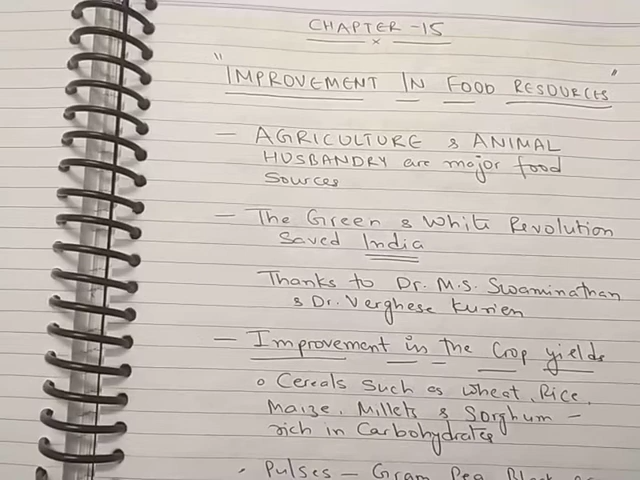 CHAPTER - 15
x
"IMPROVEMENT IN FOOD RESOURCES"
— AGRICULTURE & ANIMAL
HUSBANDRY are major food
Sources
— The Green & White Revolution
Saved India
Thanks to Dr. M.S. Swaminathan
& Dr. Verghese Kurien
— Improvement in the Crop yields
o Cereals such as wheat, Rice,
Maize, Millets & Sorghum -
rich in Carbohydrates
• Pulses — Gram Pea Black